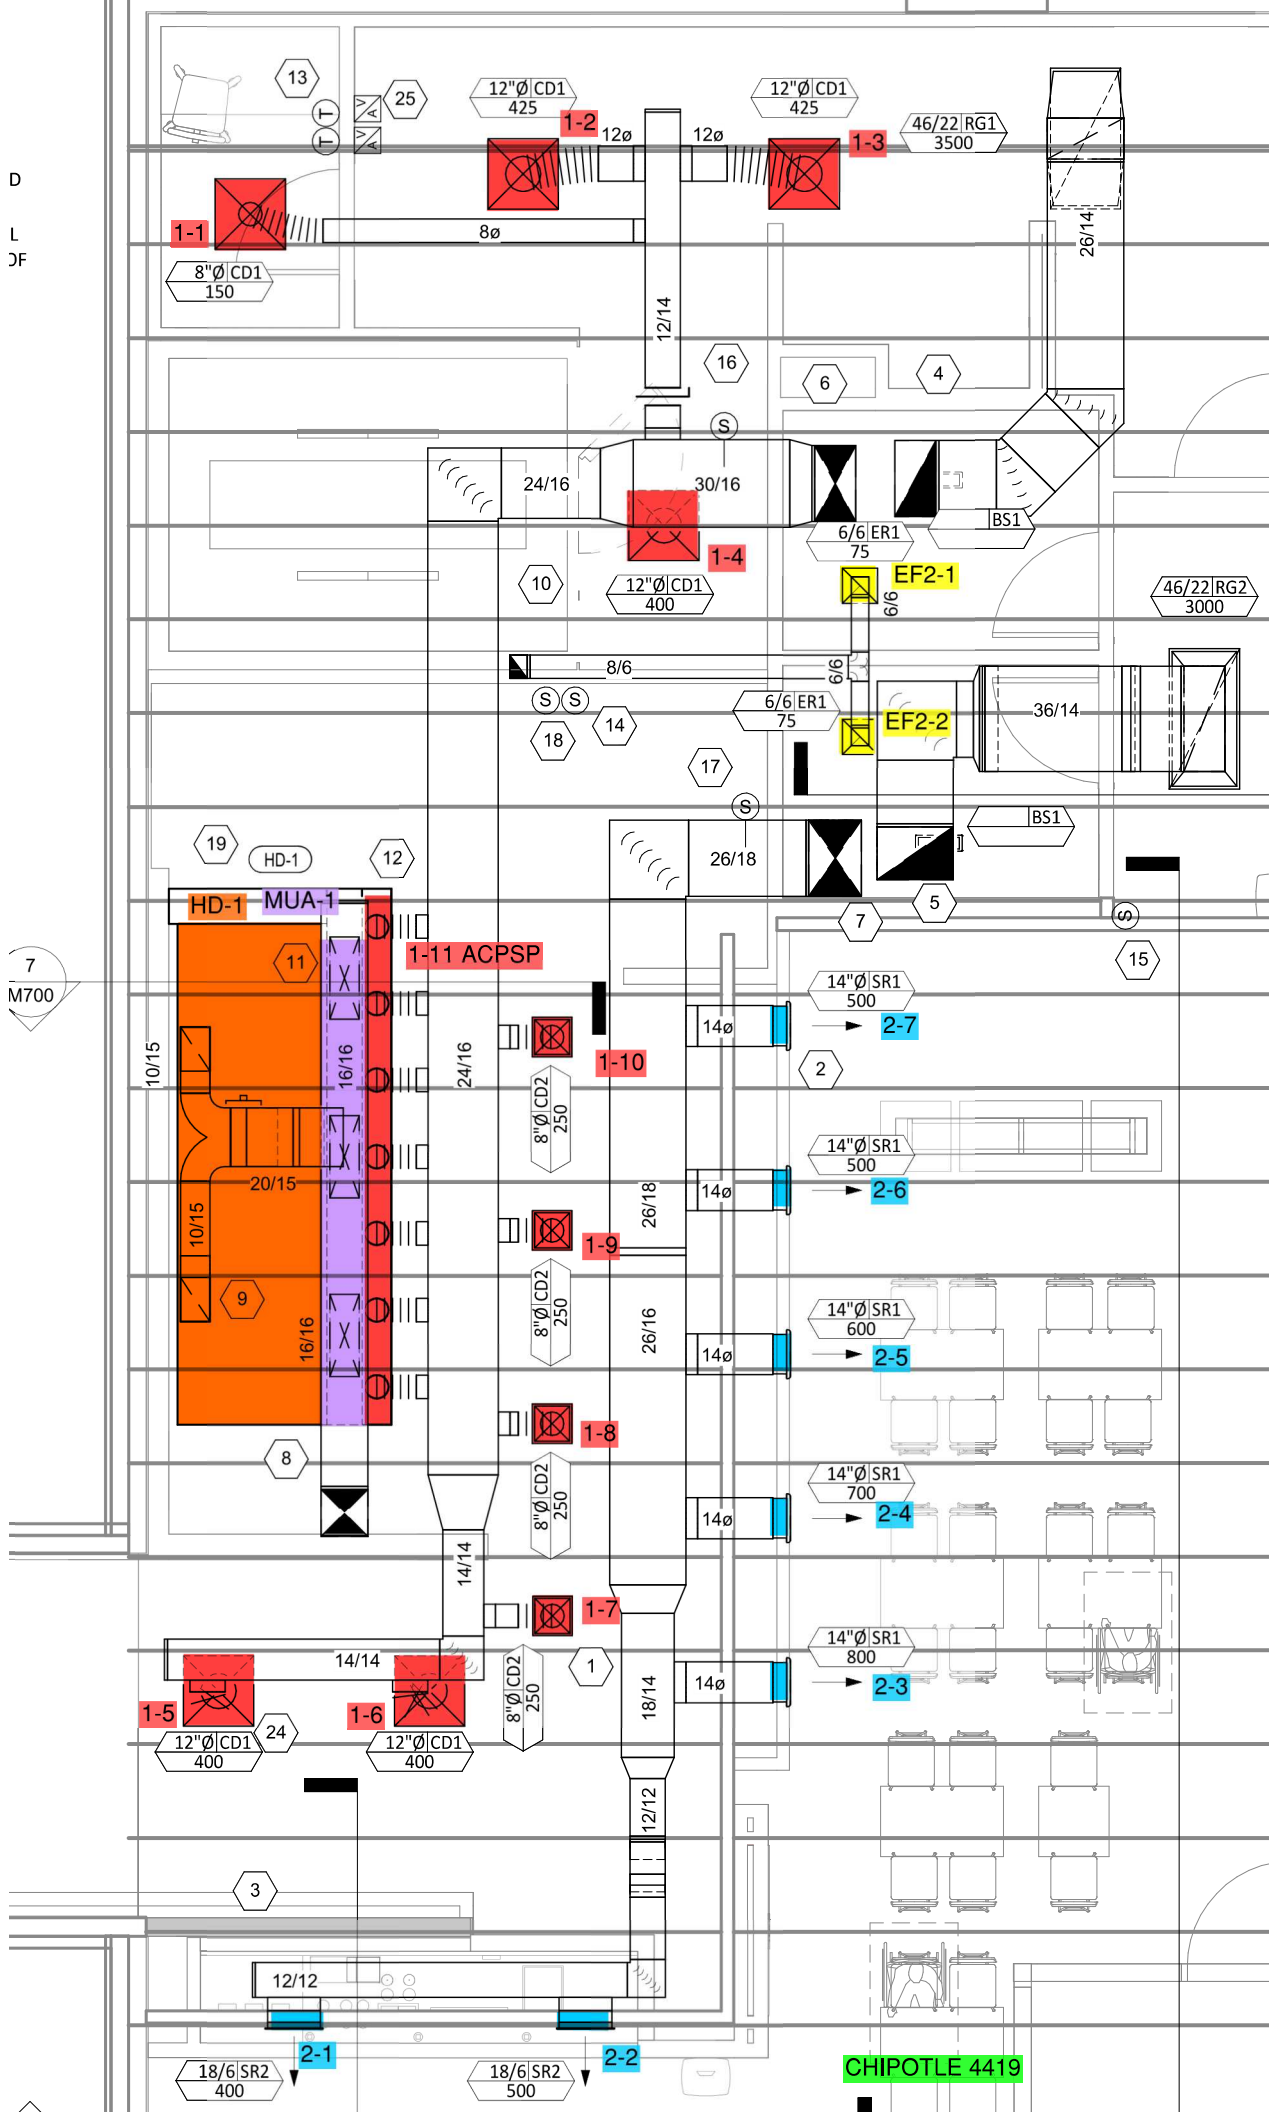 13
25
12"Ø CD1
425
12"Ø CD1
425
1-2
1-3
46/22 RG1
3500
T
V
A
T
V
A
12ø
12ø
D
L
OF
1-1
8ø
26/14
8"Ø CD1
150
12/14
16
6
4
S
24/16
30/16
BS1
6/6 ER1
75
1-4
10
12"Ø CD1
400
EF2-1
6/6
46/22 RG2
3000
8/6
6/6
6/6 ER1
75
EF2-2
36/14
S
S
18
14
17
S
BS1
19
HD-1
12
26/18
HD-1
MUA-1
7
5
S
15
1-11 ACPSP
11
7
M700
14"Ø SR1
500
14ø
2-7
10/15
16/16
24/16
1-10
2
8"Ø CD2
250
14"Ø SR1
500
20/15
14ø
2-6
10/15
26/18
1-9
9
8"Ø CD2
250
14"Ø SR1
600
16/16
26/16
14ø
2-5
1-8
8
8"Ø CD2
250
14"Ø SR1
700
14ø
2-4
14/14
1-7
14/14
1
14"Ø SR1
800
14ø
2-3
18/14
8"Ø CD2
250
1-5
1-6
24
12"Ø CD1
400
12"Ø CD1
400
12/12
3
12/12
2-1
2-2
18/6 SR2
400
18/6 SR2
500
CHIPOTLE 4419